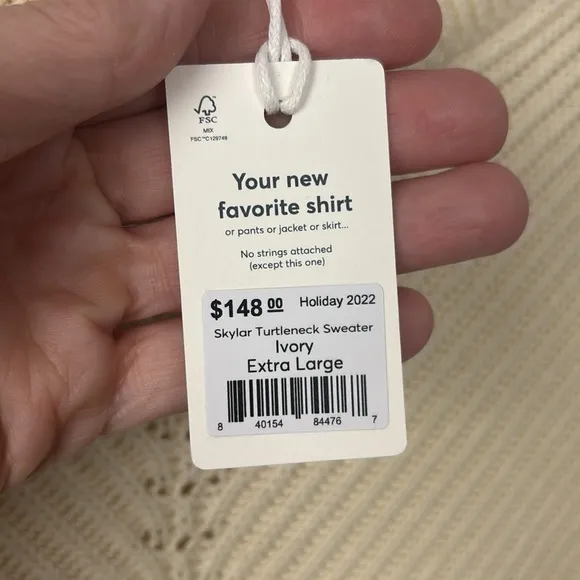 FSC
MIX
FSC™C129749
Your new
favorite shirt
or pants or jacket or skirt...
No strings attached
(except this one)
$148 00 Holiday 2022
Skylar Turtleneck Sweater
Ivory
Extra Large
8 40154 84476 7